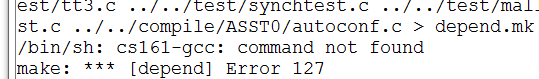 est/tt3.c ../../test/synchtest.c ../../test/mal
st.c ../../compile/ASST0/autoconf.c > depend.mk
/bin/sh: cs161-gcc: command not found
make: *** [depend] Error 127